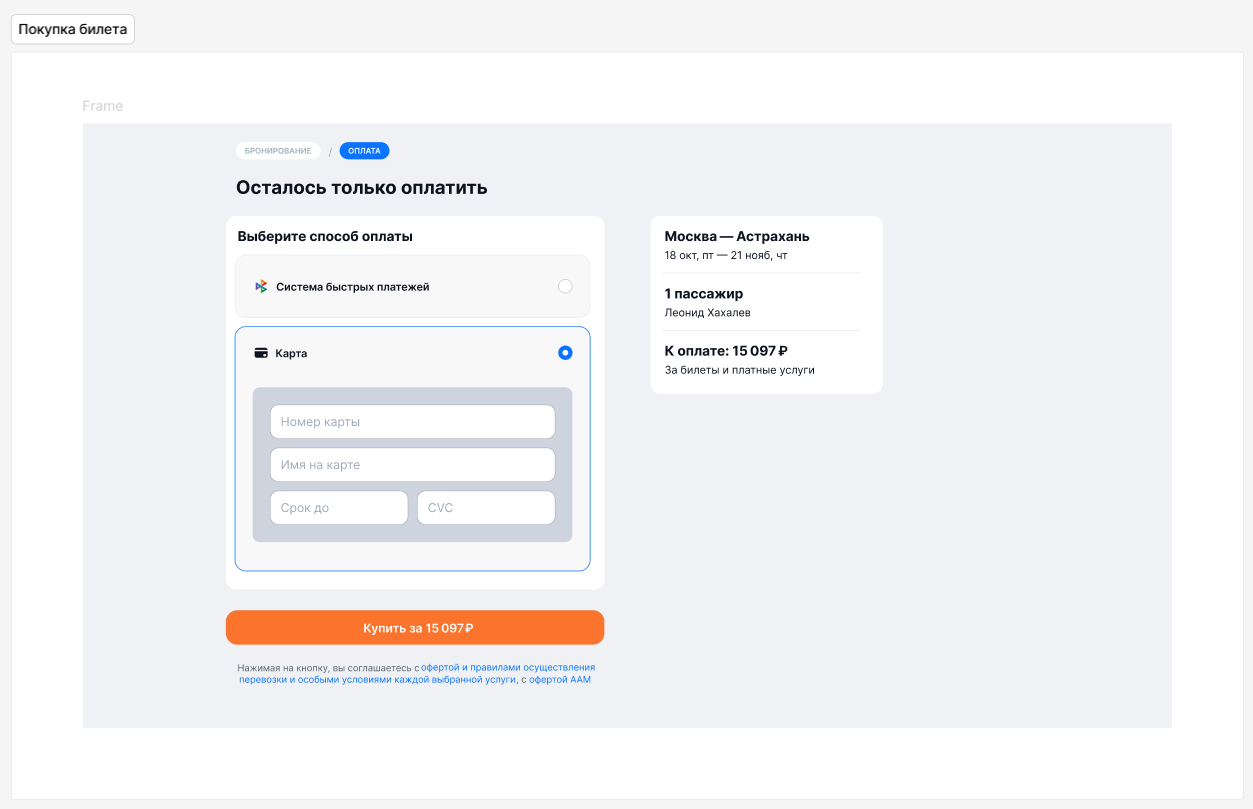 Покупка билета
Frame
БРОНИРОВАНИЕ / ОПЛАТА
Осталось только оплатить
Выберите способ оплаты
Система быстрых платежей
Карта
Номер карты
Имя на карте
Срок до
CVC
Купить за 15 097 ₽
Нажимая на кнопку, вы соглашаетесь с офертой и правилами осуществления
перевозки и особыми условиями каждой выбранной услуги, с офертой ААМ
Москва — Астрахань
18 окт, пт — 21 нояб, чт
1 пассажир
Леонид Хахалев
К оплате: 15 097 ₽
За билеты и платные услуги